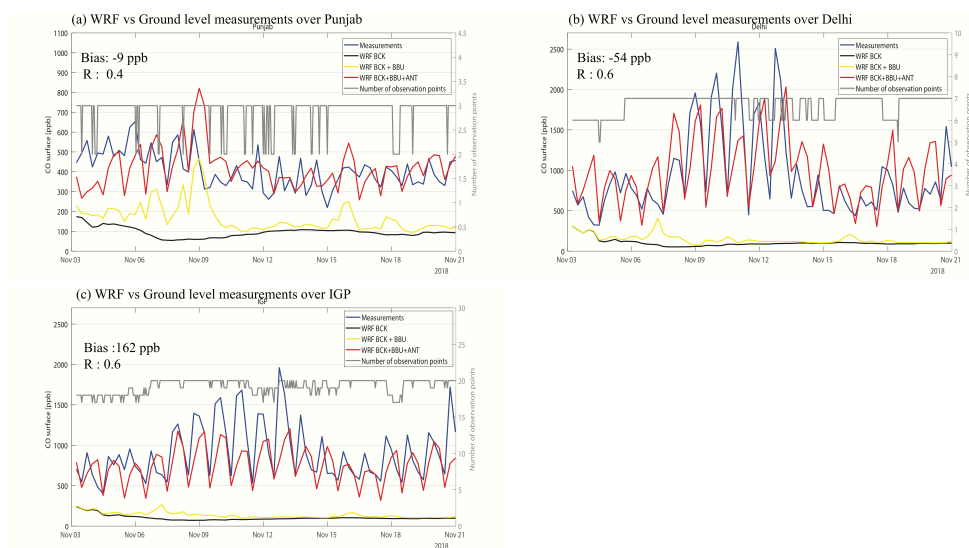 (a) WRF vs Ground level measurements over Punjab
Punjab
1100
1000
900
800
700
600
500
400
300
200
100
0
CO surface [ppb]
Bias: -9 ppb
R : 0.4
Measurements
WRF BCK
WRF BCK + BBU
WRF BCK+BBU+ANT
Number of observation points
4.5
4
3.5
3
2.5
2
1.5
1
0.5
0
Number of observation points
Nov 03 Nov 06 Nov 09 Nov 12 Nov 15 Nov 18 Nov 21
2018
(b) WRF vs Ground level measurements over Delhi
Delhi
2500
2000
1500
1000
500
0
CO surface [ppb]
Bias: -54 ppb
R : 0.6
Measurements
WRF BCK
WRF BCK + BBU
WRF BCK+BBU+ANT
Number of observation points
10
9
8
7
6
5
4
3
2
1
0
Number of observation points
Nov 03 Nov 06 Nov 09 Nov 12 Nov 15 Nov 18 Nov 21
2018
(c) WRF vs Ground level measurements over IGP
IGP
2500
2000
1500
1000
500
0
CO surface [ppb]
Bias :162 ppb
R : 0.6
Measurements
WRF BCK
WRF BCK + BBU
WRF BCK+BBU+ANT
Number of observation points
30
25
20
15
10
5
0
Number of observation points
Nov 03 Nov 06 Nov 09 Nov 12 Nov 15 Nov 18 Nov 21
2018